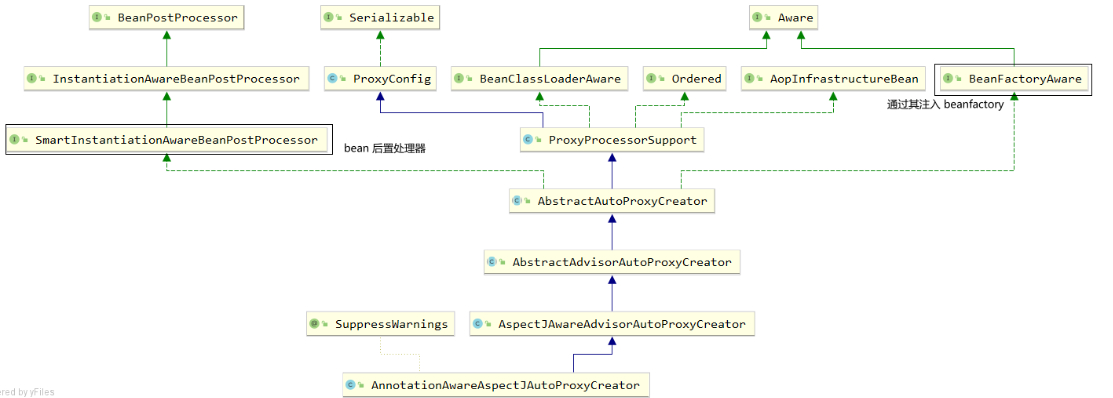 BeanPostProcessor
Serializable
Aware
InstantiationAwareBeanPostProcessor
ProxyConfig
BeanClassLoaderAware
Ordered
AopInfrastructureBean
BeanFactoryAware
通过其注入 beanfactory
SmartInstantiationAwareBeanPostProcessor
bean 后置处理器
ProxyProcessorSupport
AbstractAutoProxyCreator
AbstractAdvisorAutoProxyCreator
SuppressWarnings
AspectJAwareAdvisorAutoProxyCreator
AnnotationAwareAspectJAutoProxyCreator
ered by yFiles